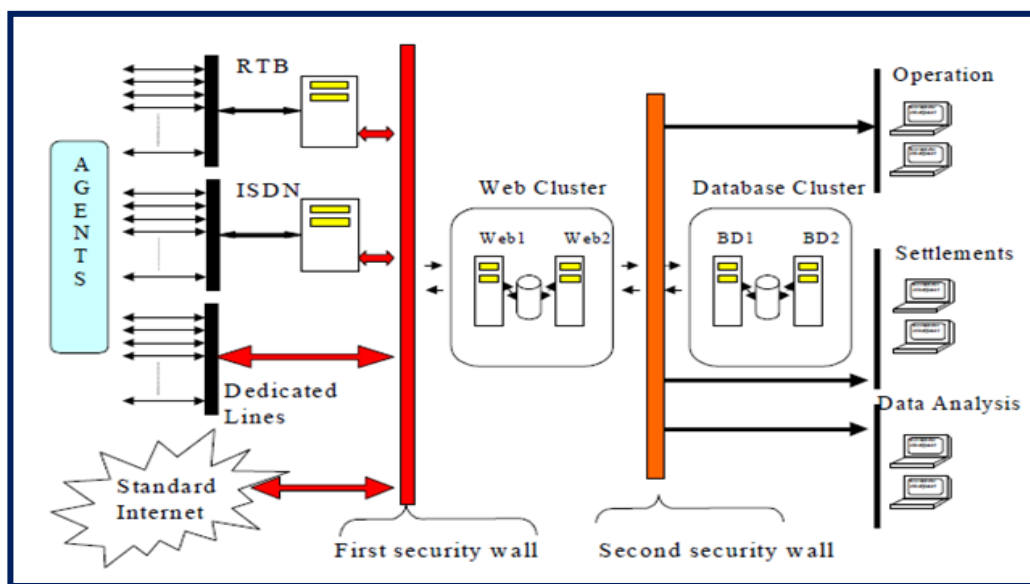 RTB
Operation
AGENTS
ISDN
Web Cluster
Database Cluster
Web1
Web2
BD1
BD2
Settlements
Dedicated
Lines
Data Analysis
Standard
Internet
First security wall
Second security wall